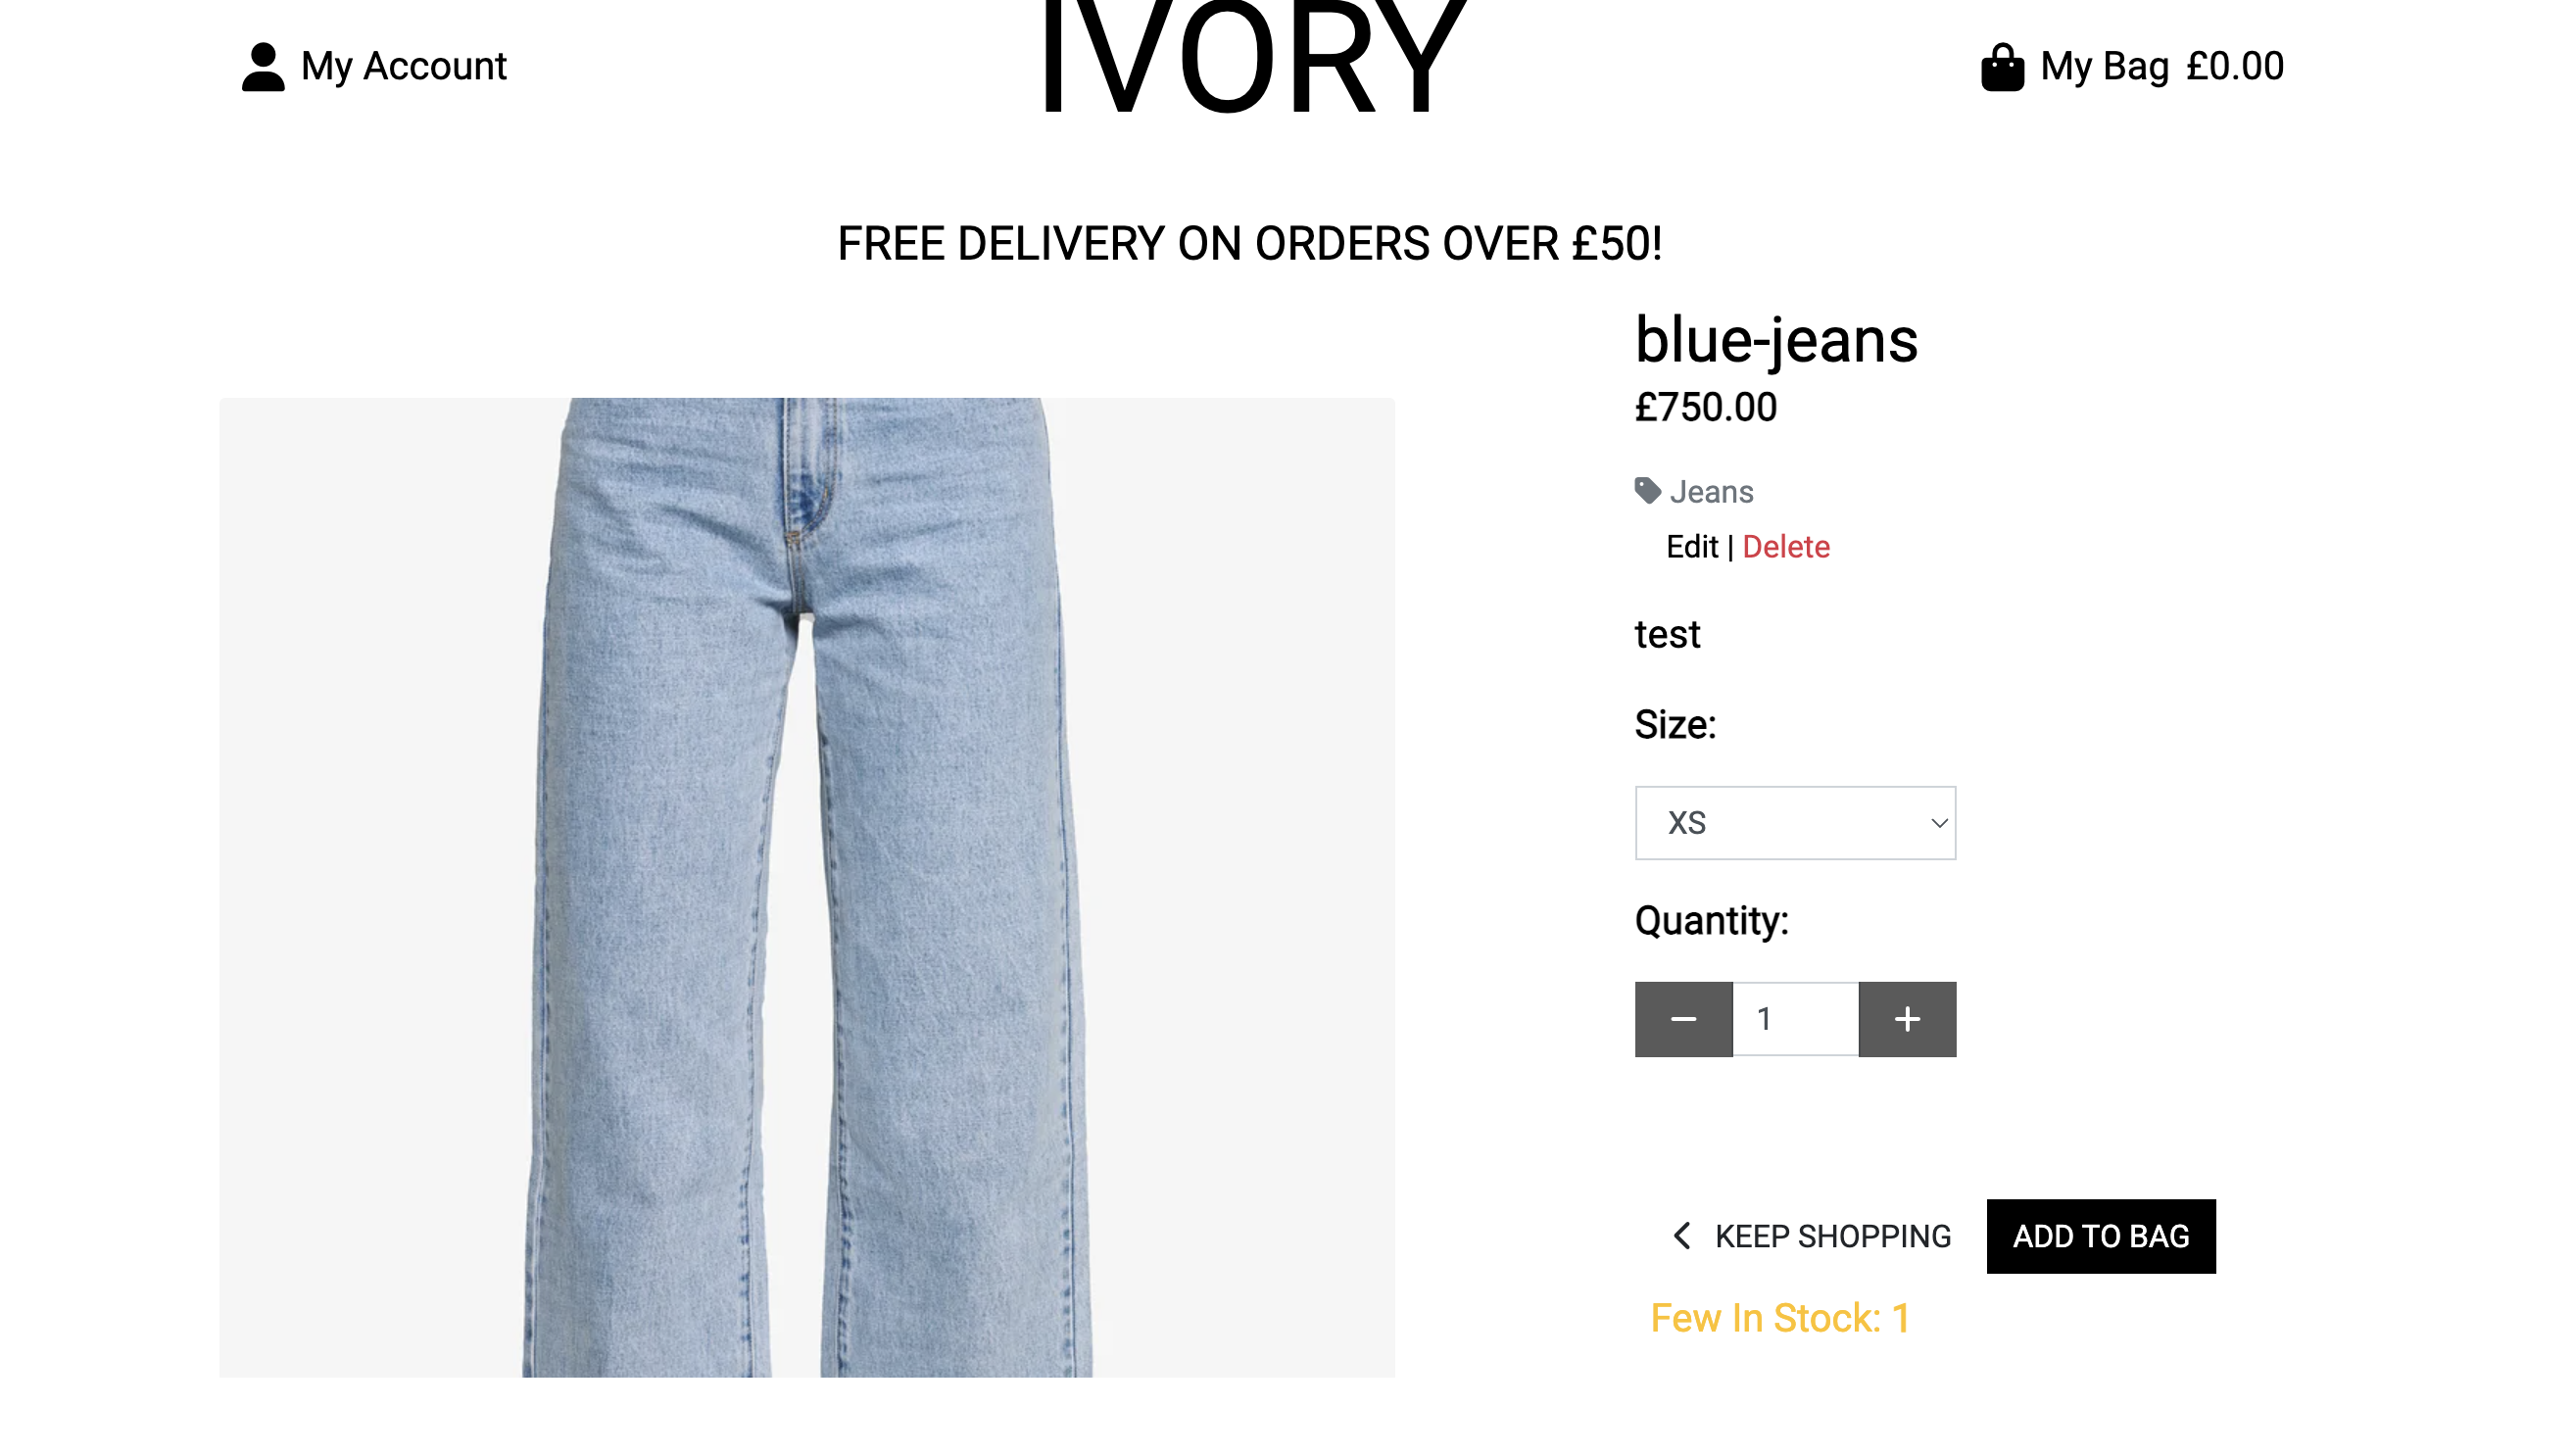 My Account
IVORY
My Bag £0.00
FREE DELIVERY ON ORDERS OVER £50!
blue-jeans
£750.00
Jeans
Edit | Delete
test
Size:
XS
Quantity:
1
KEEP SHOPPING
ADD TO BAG
Few In Stock: 1